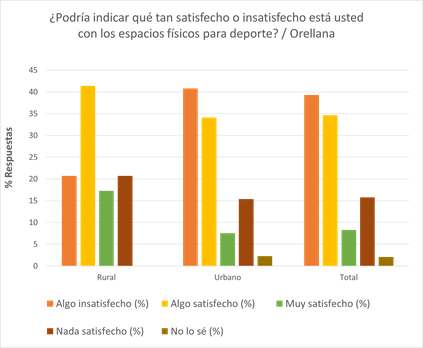 ¿Podría indicar qué tan satisfecho o insatisfecho está usted
con los espacios físicos para deporte? / Orellana
% Respuestas
45
40
35
30
25
20
15
10
5
0
Rural Urbano Total
Algo insatisfecho (%) Algo satisfecho (%) Muy satisfecho (%)
Nada satisfecho (%) No lo sé (%)